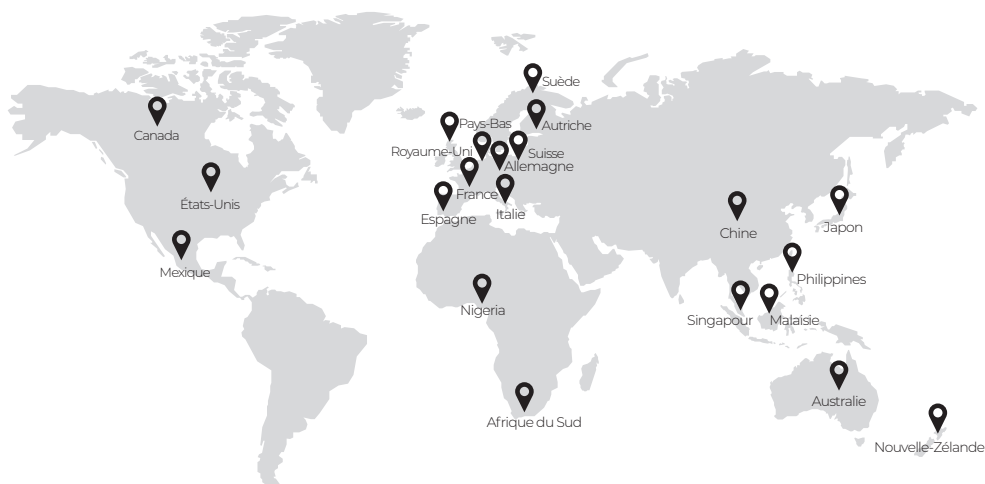 Suède
Canada
Pays-Bas
Autriche
Royaume-Uni
Suisse
Allemagne
France
États-Unis
Espagne
Italie
Chine
Japon
Mexique
Philippines
Nigeria
Singapour
Malaisie
Australie
Afrique du Sud
Nouvelle-Zélande